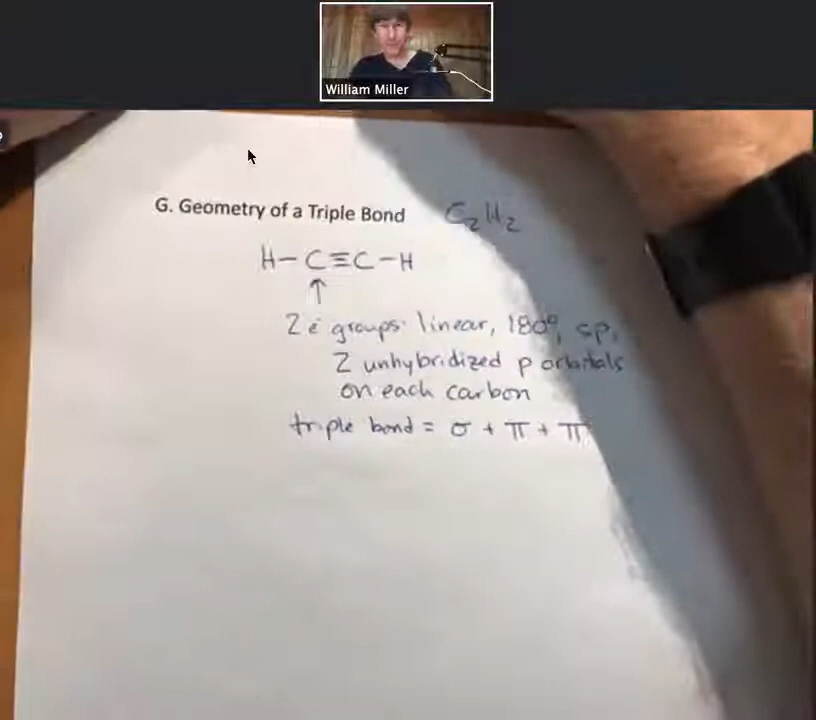 William Miller
G. Geometry of a Triple Bond C₂H₂
H–C≡C–H
↑
2 e⁻ groups: linear, 180°, sp,
2 unhybridized p orbitals
on each carbon
triple bond = σ + π + π